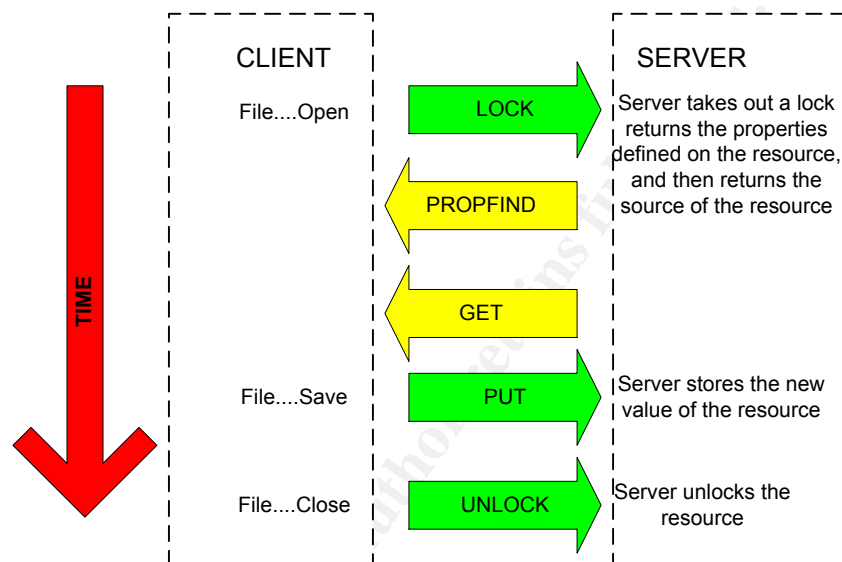 CLIENT
SERVER
File....Open
LOCK
Server takes out a lock
returns the properties
defined on the resource,
and then returns the
source of the resource
PROPFIND
TIME
GET
File....Save
PUT
Server stores the new
value of the resource
File....Close
UNLOCK
Server unlocks the
resource